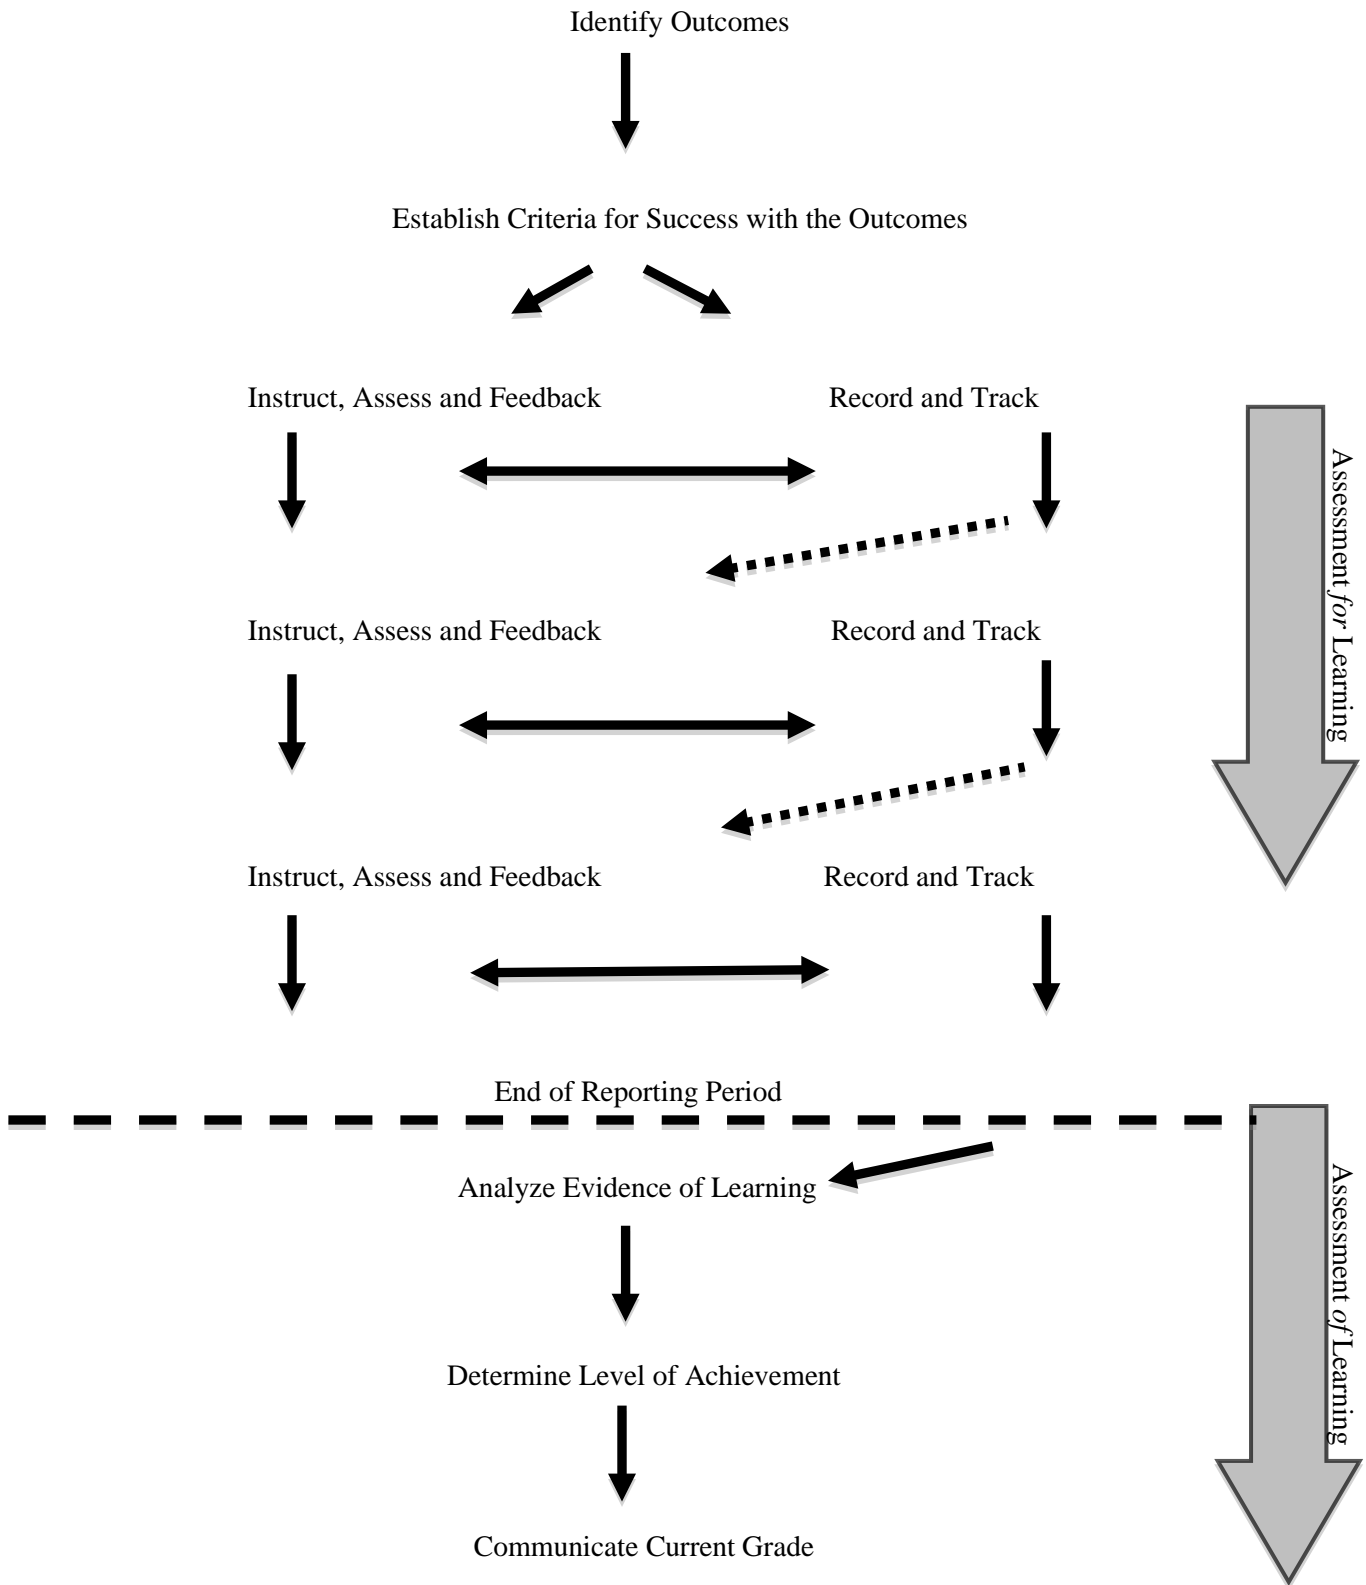 Identify Outcomes
Establish Criteria for Success with the Outcomes
Instruct, Assess and Feedback
Record and Track
Assessment for Learning
Instruct, Assess and Feedback
Record and Track
Instruct, Assess and Feedback
Record and Track
End of Reporting Period
Analyze Evidence of Learning
Assessment of Learning
Determine Level of Achievement
Communicate Current Grade